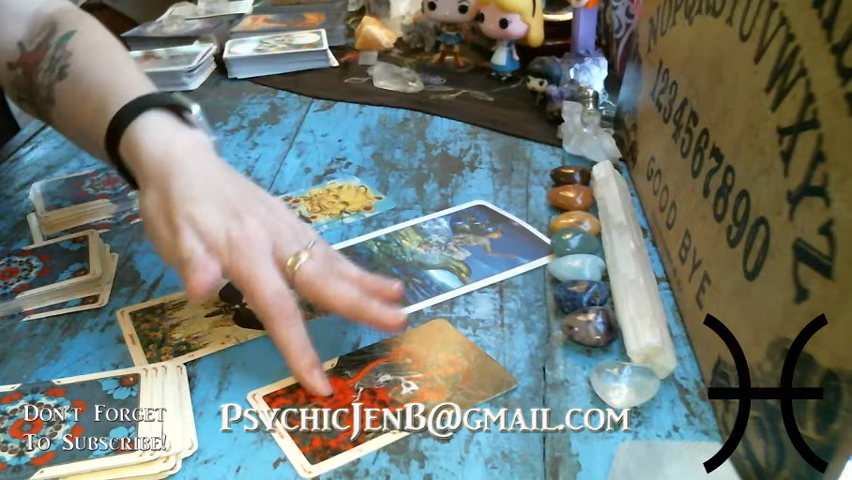 NOPQRSTUVWXYZ
1234567890
GOOD BYE
Don't Forget
To Subscribe!
PsychicJenB@gmail.com